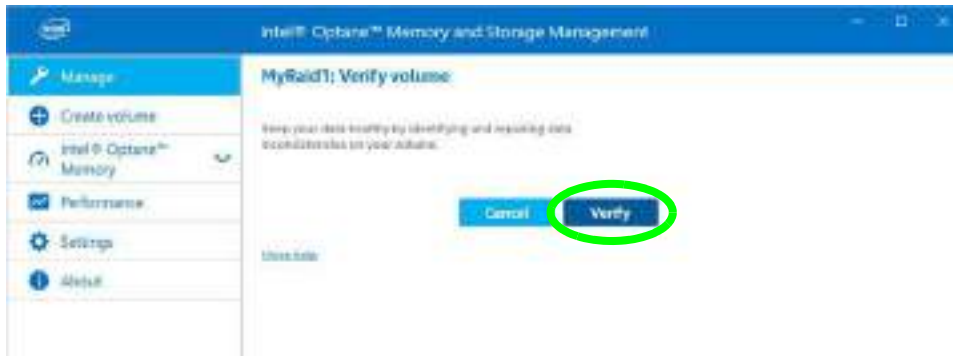 intel
Intel® Optane™ Memory and Storage Management
Manage
Create volume
Intel® Optane™
Memory
Performance
Settings
About
MyRaid1: Verify volume
Keep your data healthy by identifying and repairing data
inconsistencies on your volume.
Cancel
Verify
More help